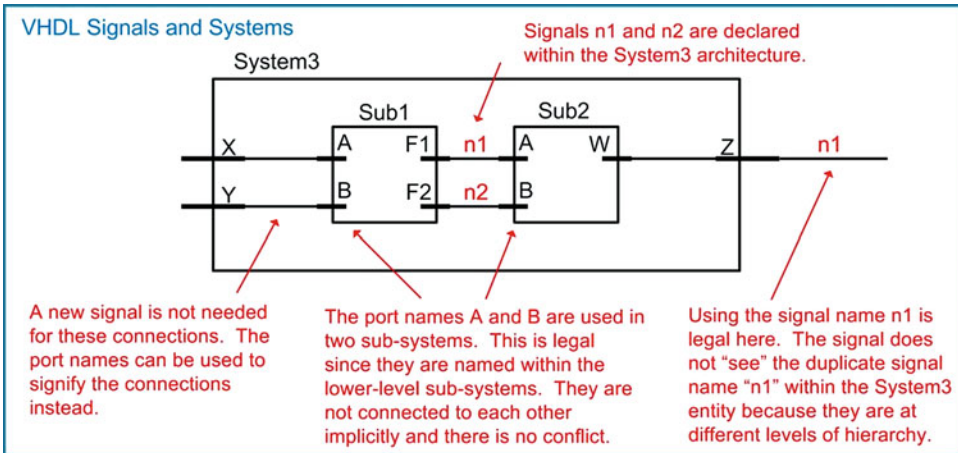 VHDL Signals and Systems
Signals n1 and n2 are declared
within the System3 architecture.
System3
Sub1
Sub2
X
A
F1
n1
A
W
Z
n1
Y
B
F2
n2
B
A new signal is not needed
for these connections. The
port names can be used to
signify the connections
instead.
The port names A and B are used in
two sub-systems. This is legal
since they are named within the
lower-level sub-systems. They are
not connected to each other
implicitly and there is no conflict.
Using the signal name n1 is
legal here. The signal does
not “see” the duplicate signal
name “n1” within the System3
entity because they are at
different levels of hierarchy.